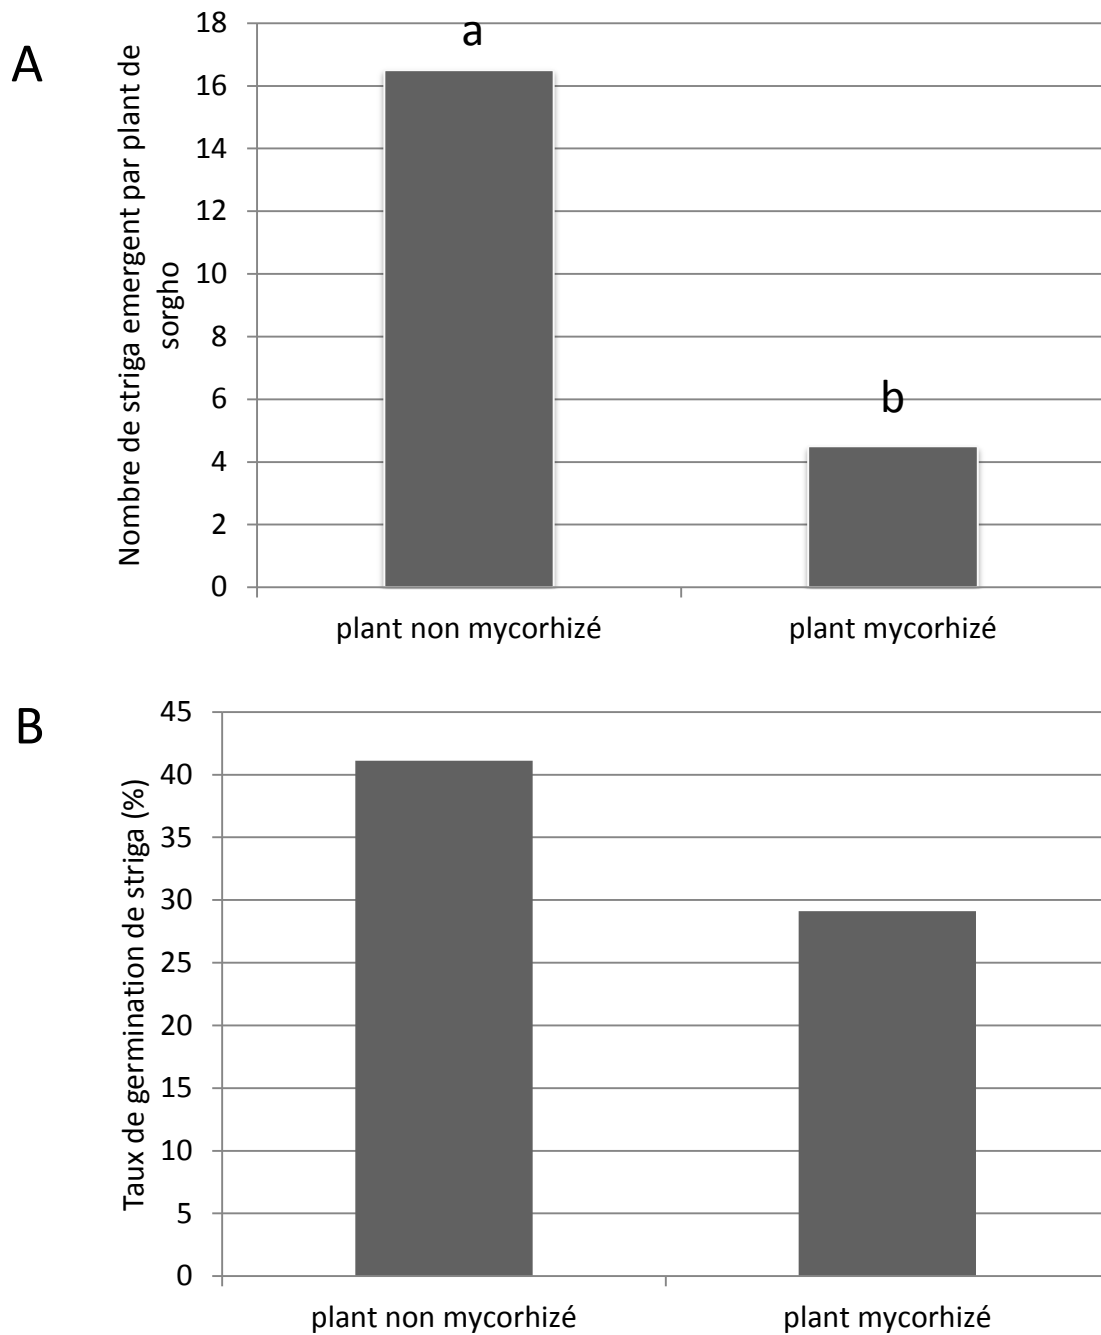 A
Nombre de striga emergent par plant de
sorgho
18
16
14
12
10
8
6
4
2
0
a
b
plant non mycorhizé
plant mycorhizé
B
Taux de germination de striga (%)
45
40
35
30
25
20
15
10
5
0
plant non mycorhizé
plant mycorhizé